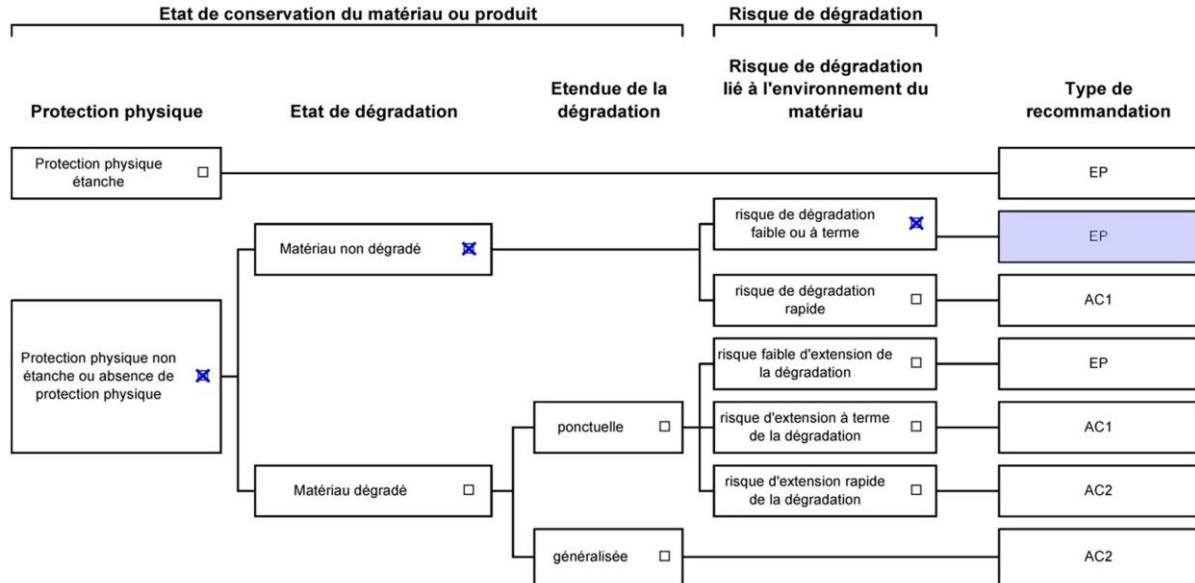 Etat de conservation du matériau ou produit
Risque de dégradation
Protection physique
Etat de dégradation
Etendue de la
dégradation
Risque de dégradation
lié à l'environnement du
matériau
Type de
recommandation
Protection physique
étanche
EP
risque de dégradation
faible ou à terme
EP
Matériau non dégradé
risque de dégradation
rapide
AC1
Protection physique non
étanche ou absence de
protection physique
risque faible d'extension de
la dégradation
EP
ponctuelle
risque d'extension à terme
de la dégradation
AC1
Matériau dégradé
risque d'extension rapide
de la dégradation
AC2
généralisée
AC2